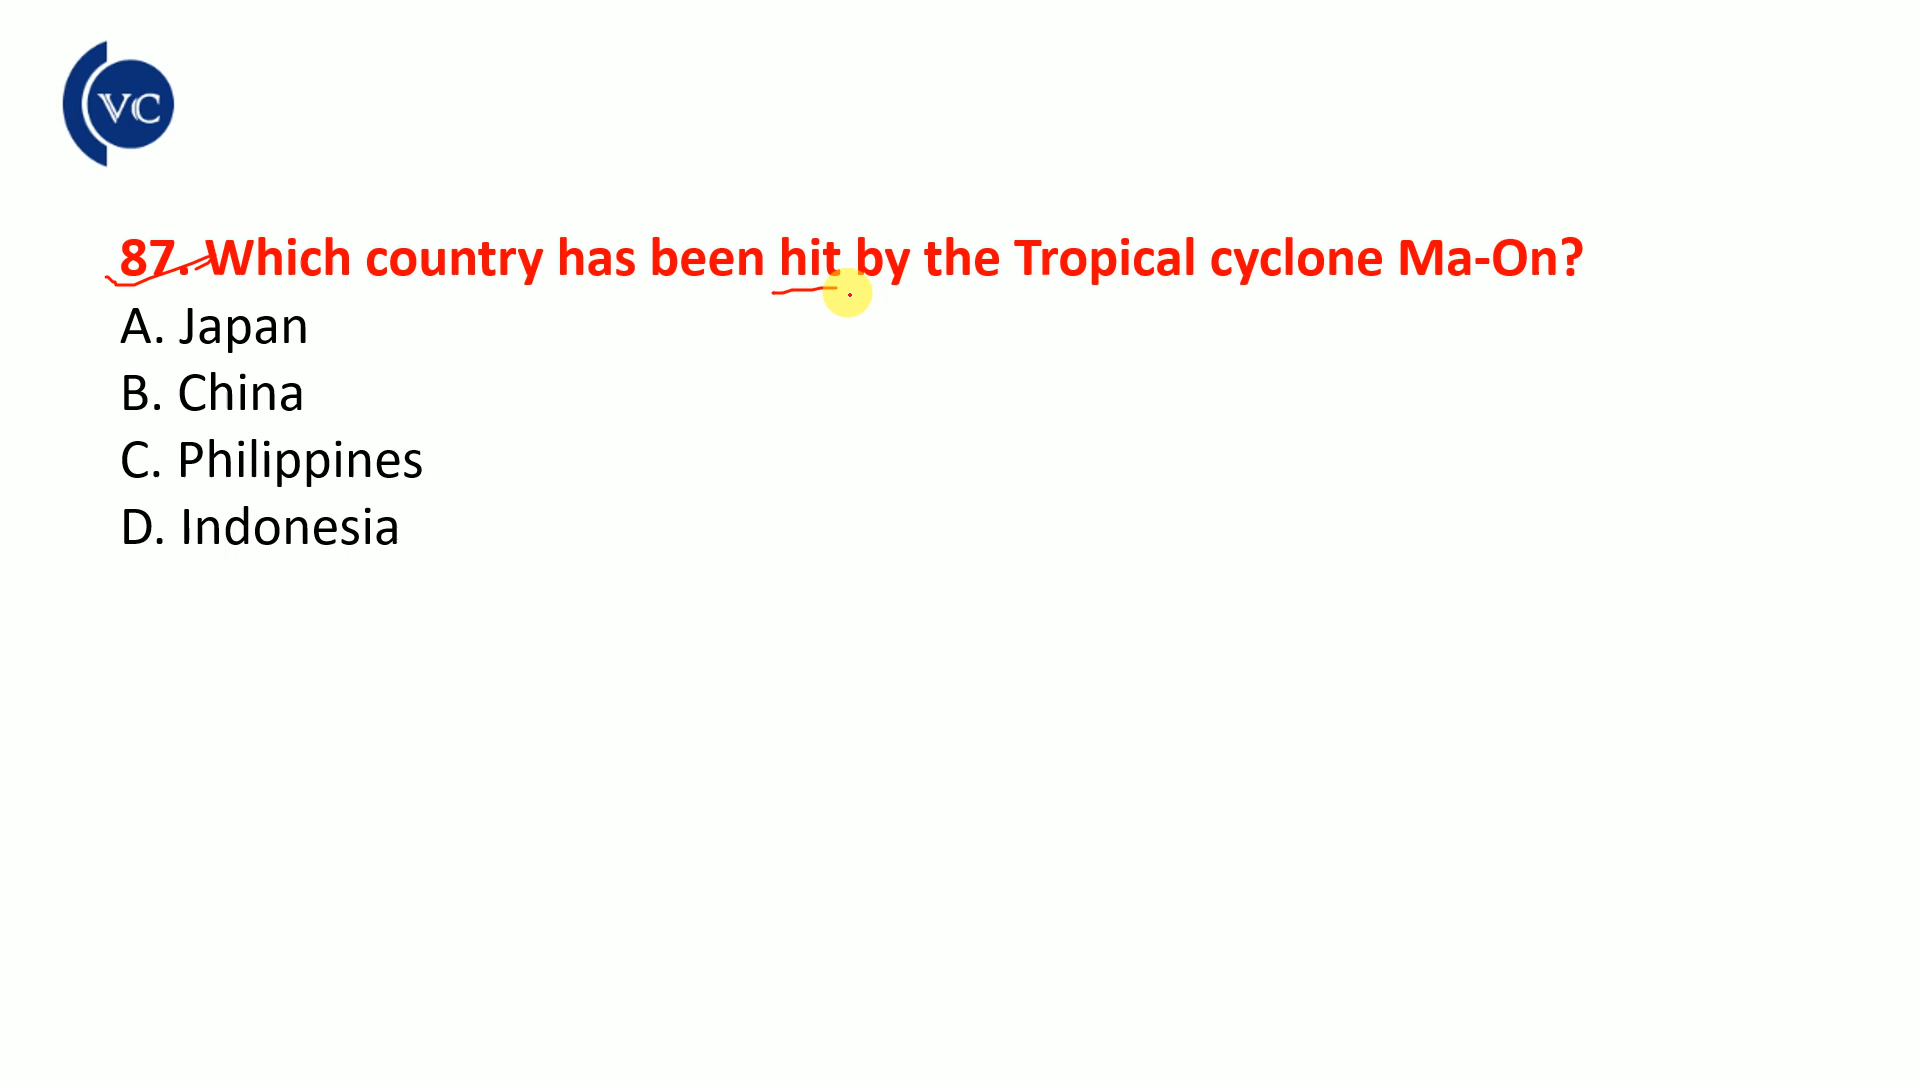 VC
87. Which country has been hit by the Tropical cyclone Ma-On?
A. Japan
B. China
C. Philippines
D. Indonesia